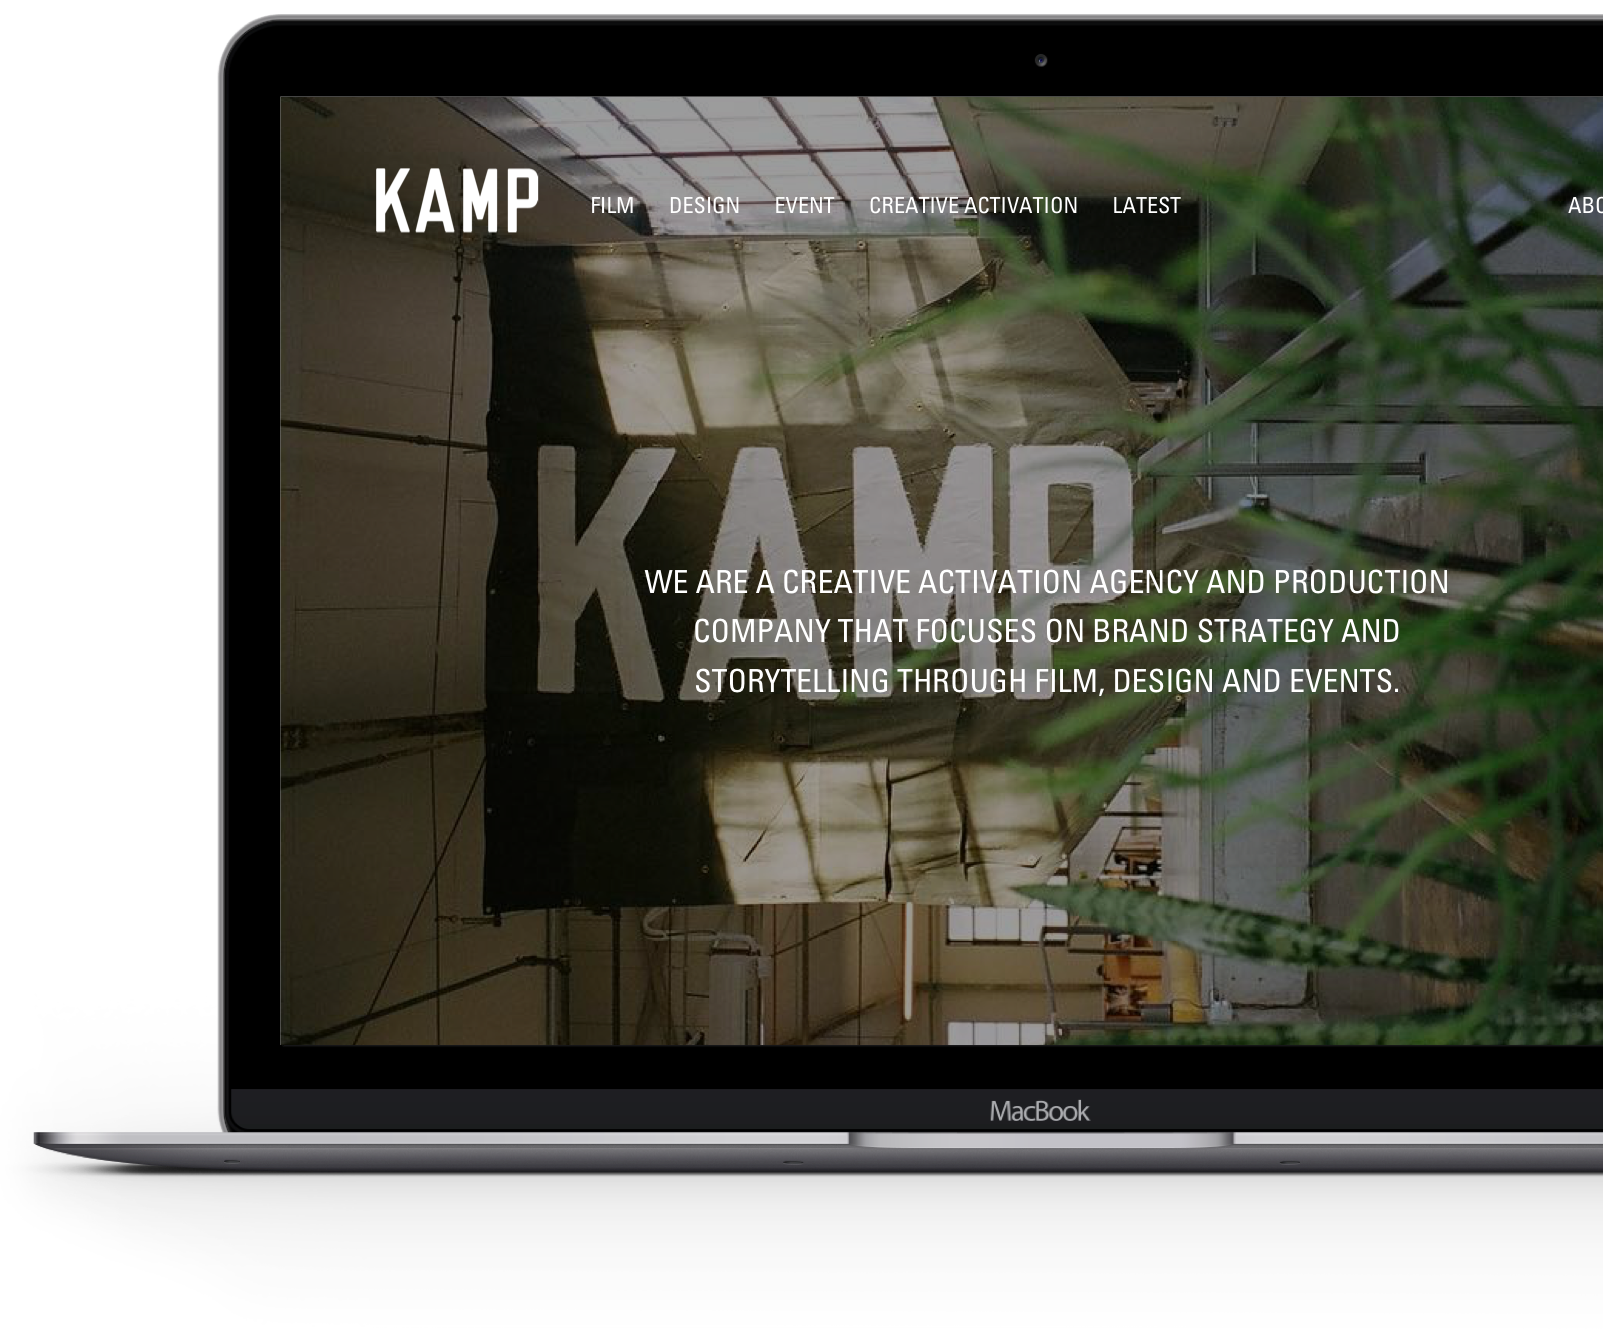 KAMP
FILM DESIGN EVENT CREATIVE ACTIVATION LATEST
KAMP
WE ARE A CREATIVE ACTIVATION AGENCY AND PRODUCTION
COMPANY THAT FOCUSES ON BRAND STRATEGY AND
STORYTELLING THROUGH FILM, DESIGN AND EVENTS.
MacBook